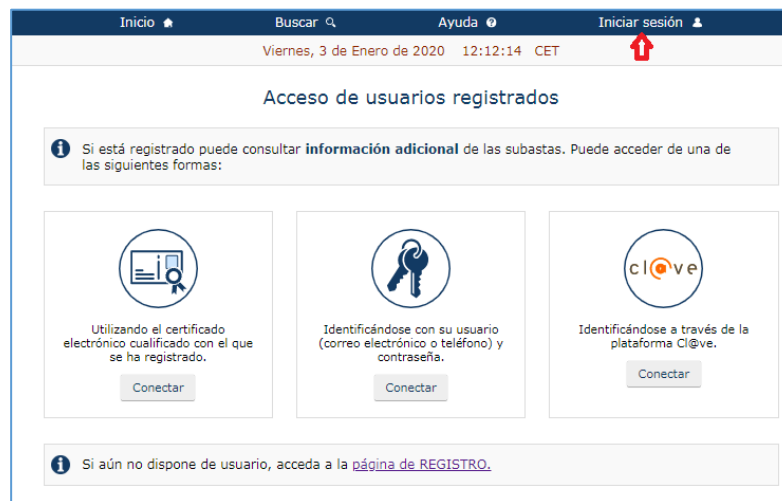 Inicio
Buscar
Ayuda
Iniciar sesión
Viernes, 3 de Enero de 2020 12:12:14 CET
Acceso de usuarios registrados
Si está registrado puede consultar información adicional de las subastas. Puede acceder de una de
las siguientes formas:
Utilizando el certificado
electrónico cualificado con el que
se ha registrado.
Conectar
Identificándose con su usuario
(correo electrónico o teléfono) y
contraseña.
Conectar
cl@ve
Identificándose a través de la
plataforma Cl@ve.
Conectar
Si aún no dispone de usuario, acceda a la página de REGISTRO.